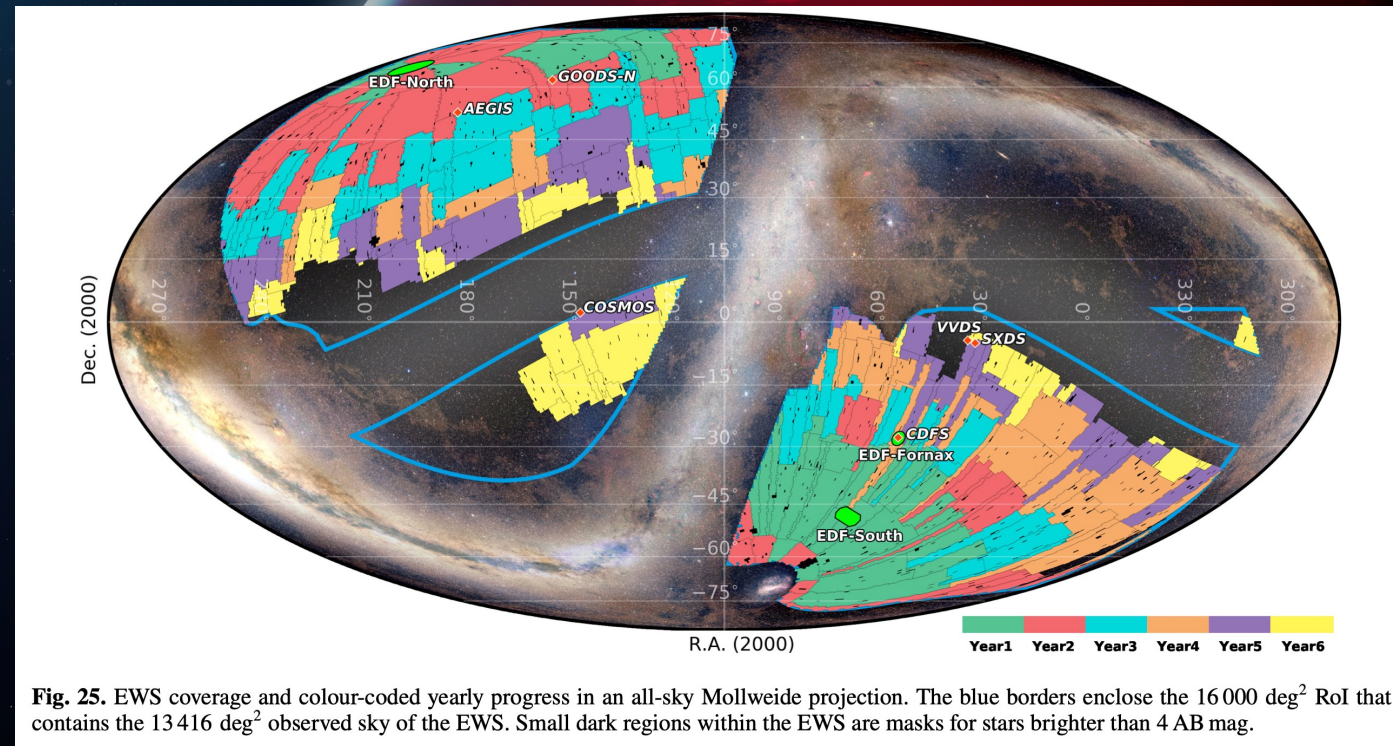 75°
60°
45°
30°
15°
0°
−15°
−30°
−45°
−60°
−75°
270°
210°
180°
150°
90°
60°
30°
0°
330°
300°
EDF-North
GOODS-N
AEGIS
COSMOS
VVDS
SXDS
CDFS
EDF-Fornax
EDF-South
Dec. (2000)
R.A. (2000)
Year1 Year2 Year3 Year4 Year5 Year6
Fig. 25. EWS coverage and colour-coded yearly progress in an all-sky Mollweide projection. The blue borders enclose the 16 000 deg² RoI that
contains the 13 416 deg² observed sky of the EWS. Small dark regions within the EWS are masks for stars brighter than 4 AB mag.